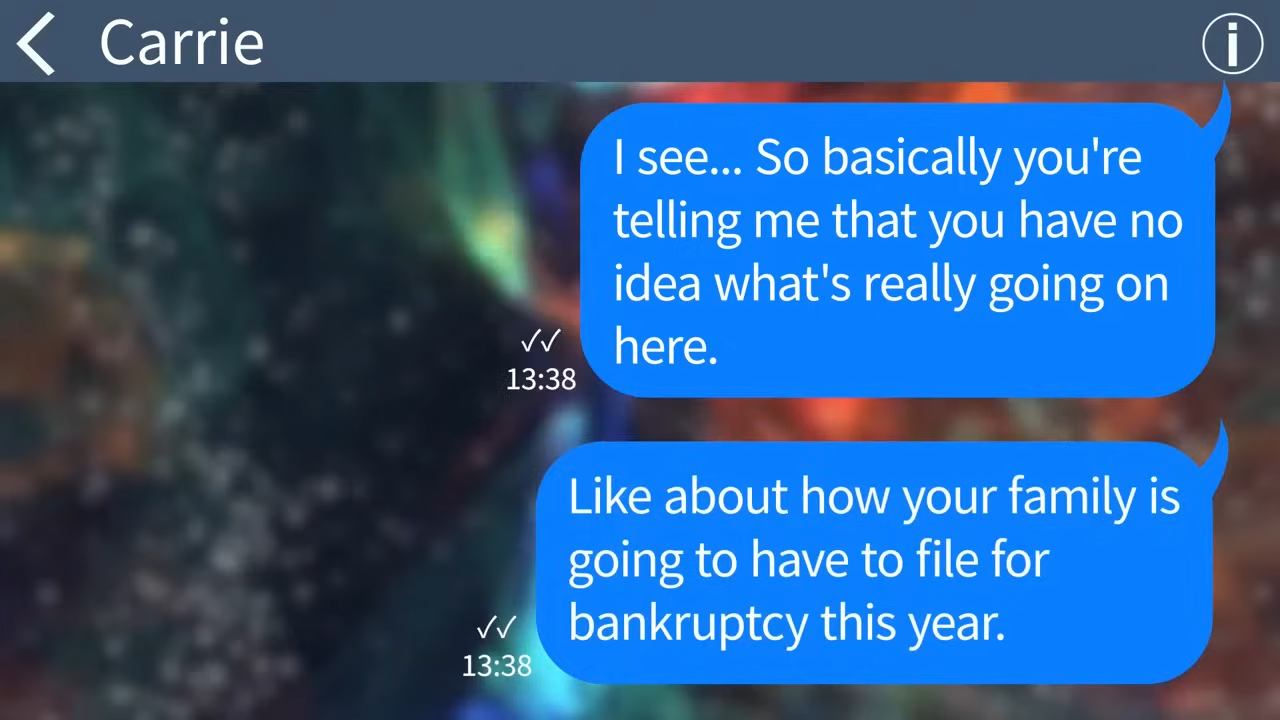 Carrie
I see... So basically you're
telling me that you have no
idea what's really going on
here.
✓✓
13:38
Like about how your family is
going to have to file for
bankruptcy this year.
✓✓
13:38